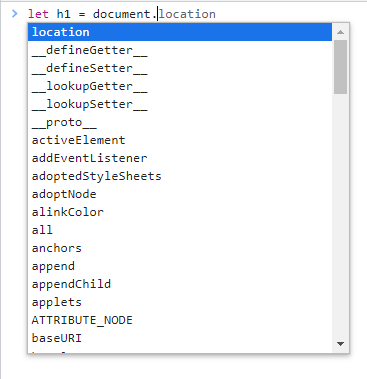 > let h1 = document.location
location
__defineGetter__
__defineSetter__
__lookupGetter__
__lookupSetter__
__proto__
activeElement
addEventListener
adoptedStyleSheets
adoptNode
alinkColor
all
anchors
append
appendChild
applets
ATTRIBUTE_NODE
baseURI